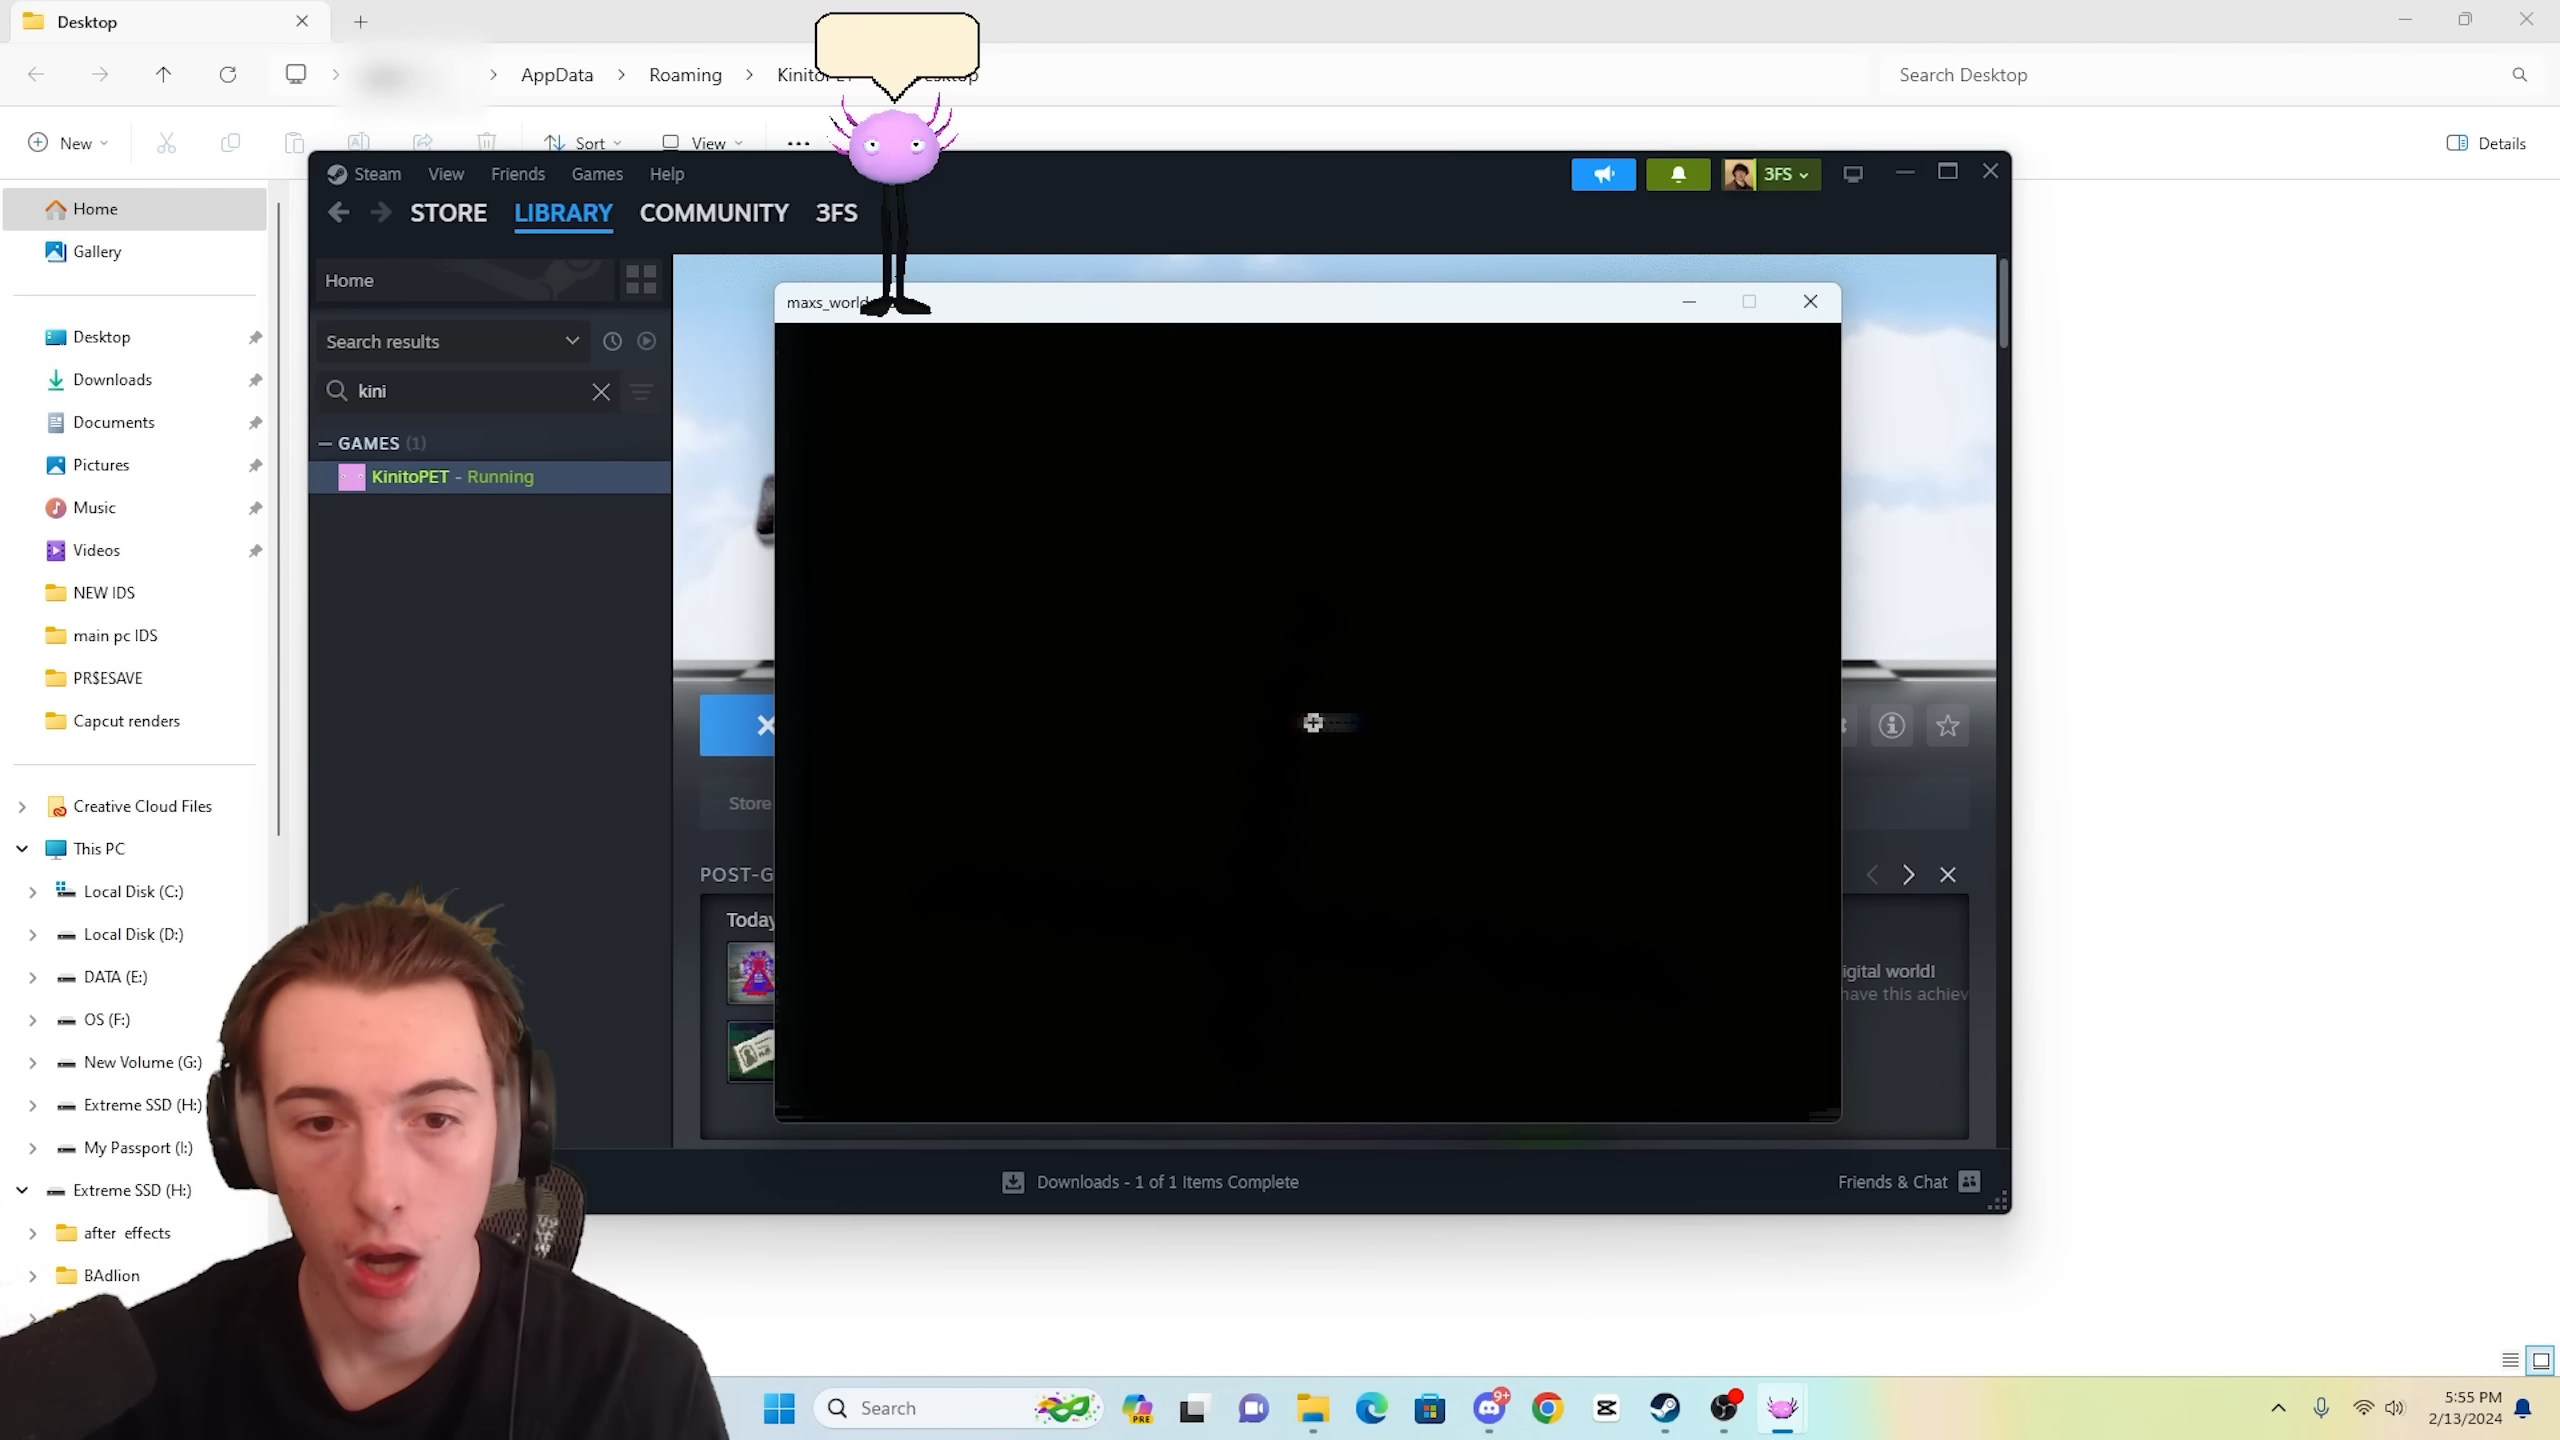 Desktop
AppData > Roaming >
Search Desktop
New
Sort
View
Details
Home
Gallery
Desktop
Downloads
Documents
Pictures
Music
Videos
NEW IDS
main pc IDS
PR$ESAVE
Capcut renders
Creative Cloud Files
This PC
Local Disk (C:)
Local Disk (D:)
DATA (E:)
OS (F:)
New Volume (G:)
Extreme SSD (H:)
My Passport (I:)
Extreme SSD (H:)
after effects
BAdlion
Steam View Friends Games Help
3FS
STORE LIBRARY COMMUNITY 3FS
Home
Search results
kini
GAMES (1)
KinitoPET - Running
maxs_world
Store
POST-G
Today
igital world!
have this achiev
Downloads - 1 of 1 Items Complete
Friends & Chat
Search
PRE
9+
5:55 PM
2/13/2024